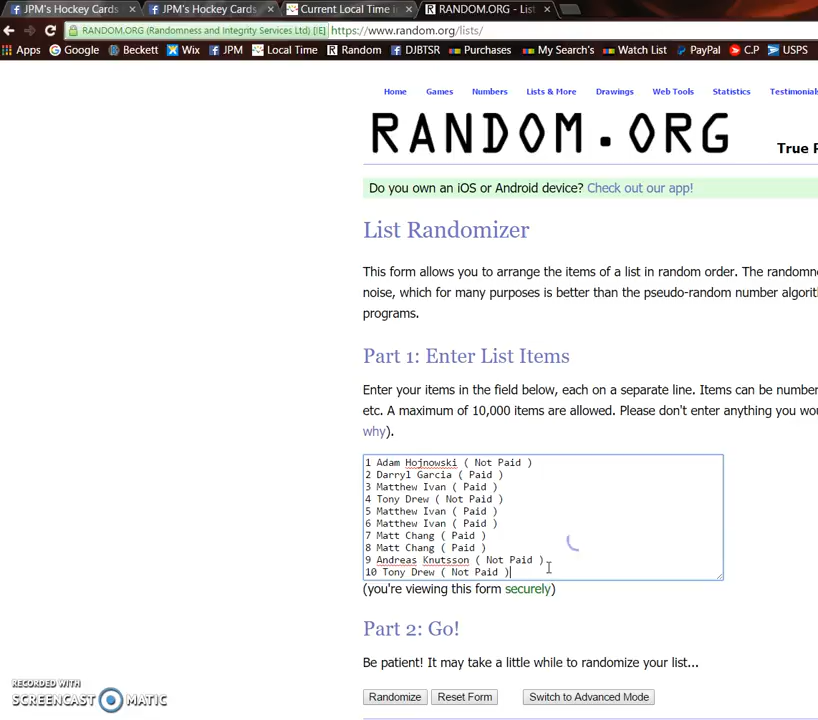 JPM's Hockey Cards
JPM's Hockey Cards
Current Local Time i
RANDOM.ORG - List
RANDOM.ORG (Randomness and Integrity Services Ltd) [IE] https://www.random.org/lists/
Apps Google Beckett Wix JPM Local Time Random DJBTSR Purchases My Search's Watch List PayPal C.P USPS
Home Games Numbers Lists & More Drawings Web Tools Statistics Testimonials
RANDOM.ORG
True
Do you own an iOS or Android device? Check out our app!
List Randomizer
This form allows you to arrange the items of a list in random order. The randomn
noise, which for many purposes is better than the pseudo-random number algorit
programs.
Part 1: Enter List Items
Enter your items in the field below, each on a separate line. Items can be number
etc. A maximum of 10,000 items are allowed. Please don't enter anything you wou
why).
1 Adam Hojnowski ( Not Paid )
2 Darryl Garcia ( Paid )
3 Matthew Ivan ( Paid )
4 Tony Drew ( Not Paid )
5 Matthew Ivan ( Paid )
6 Matthew Ivan ( Paid )
7 Matt Chang ( Paid )
8 Matt Chang ( Paid )
9 Andreas Knutsson ( Not Paid )
10 Tony Drew ( Not Paid )
(you're viewing this form securely)
Part 2: Go!
Be patient! It may take a little while to randomize your list...
Randomize Reset Form Switch to Advanced Mode
RECORDED WITH
SCREENCAST MATIC